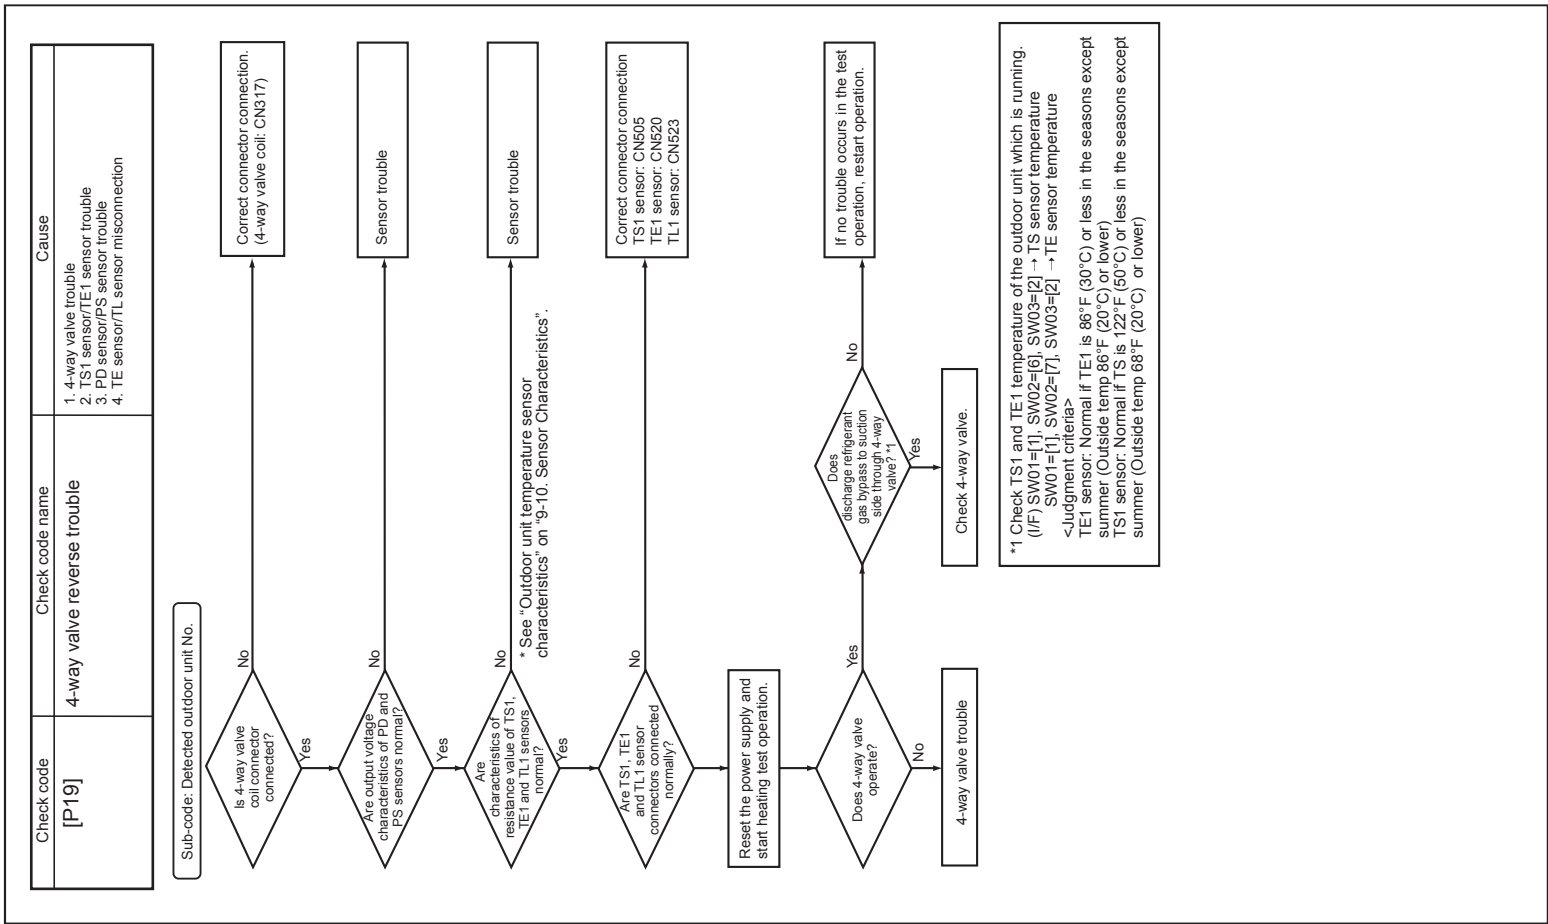 Check code
Check code name
Cause
[P19]
4-way valve reverse trouble
1. 4-way valve trouble
2. TS1 sensor/TE1 sensor trouble
3. PD sensor/PS sensor trouble
4. TE sensor/TL sensor misconnection
Sub-code: Detected outdoor unit No.
Is 4-way valve
coil connector
connected?
No
Correct connector connection.
(4-way valve coil: CN317)
Yes
Are output voltage
characteristics of PD and
PS sensors normal?
No
Sensor trouble
Yes
Are
characteristics of
resistance value of TS1,
TE1 and TL1 sensors
normal?
No
Sensor trouble
* See “Outdoor unit temperature sensor
characteristics” on “9-10. Sensor Characteristics”.
Yes
Are TS1, TE1
and TL1 sensor
connectors connected
normally?
No
Correct connector connection
TS1 sensor: CN505
TE1 sensor: CN520
TL1 sensor: CN523
Reset the power supply and
start heating test operation.
Does 4-way valve
operate?
Yes
Does
discharge refrigerant
gas bypass to suction
side through 4-way
valve? *1
No
If no trouble occurs in the test
operation, restart operation.
No
Yes
4-way valve trouble
Check 4-way valve.
*1 Check TS1 and TE1 temperature of the outdoor unit which is running.
(I/F) SW01=[1], SW02=[6], SW03=[2] → TS sensor temperature
SW01=[1], SW02=[7], SW03=[2] →TE sensor temperature
<Judgment criteria>
TE1 sensor: Normal if TE1 is 86°F (30°C) or less in the seasons except
summer (Outside temp 86°F (20°C) or lower)
TS1 sensor: Normal if TS is 122°F (50°C) or less in the seasons except
summer (Outside temp 68°F (20°C) or lower)